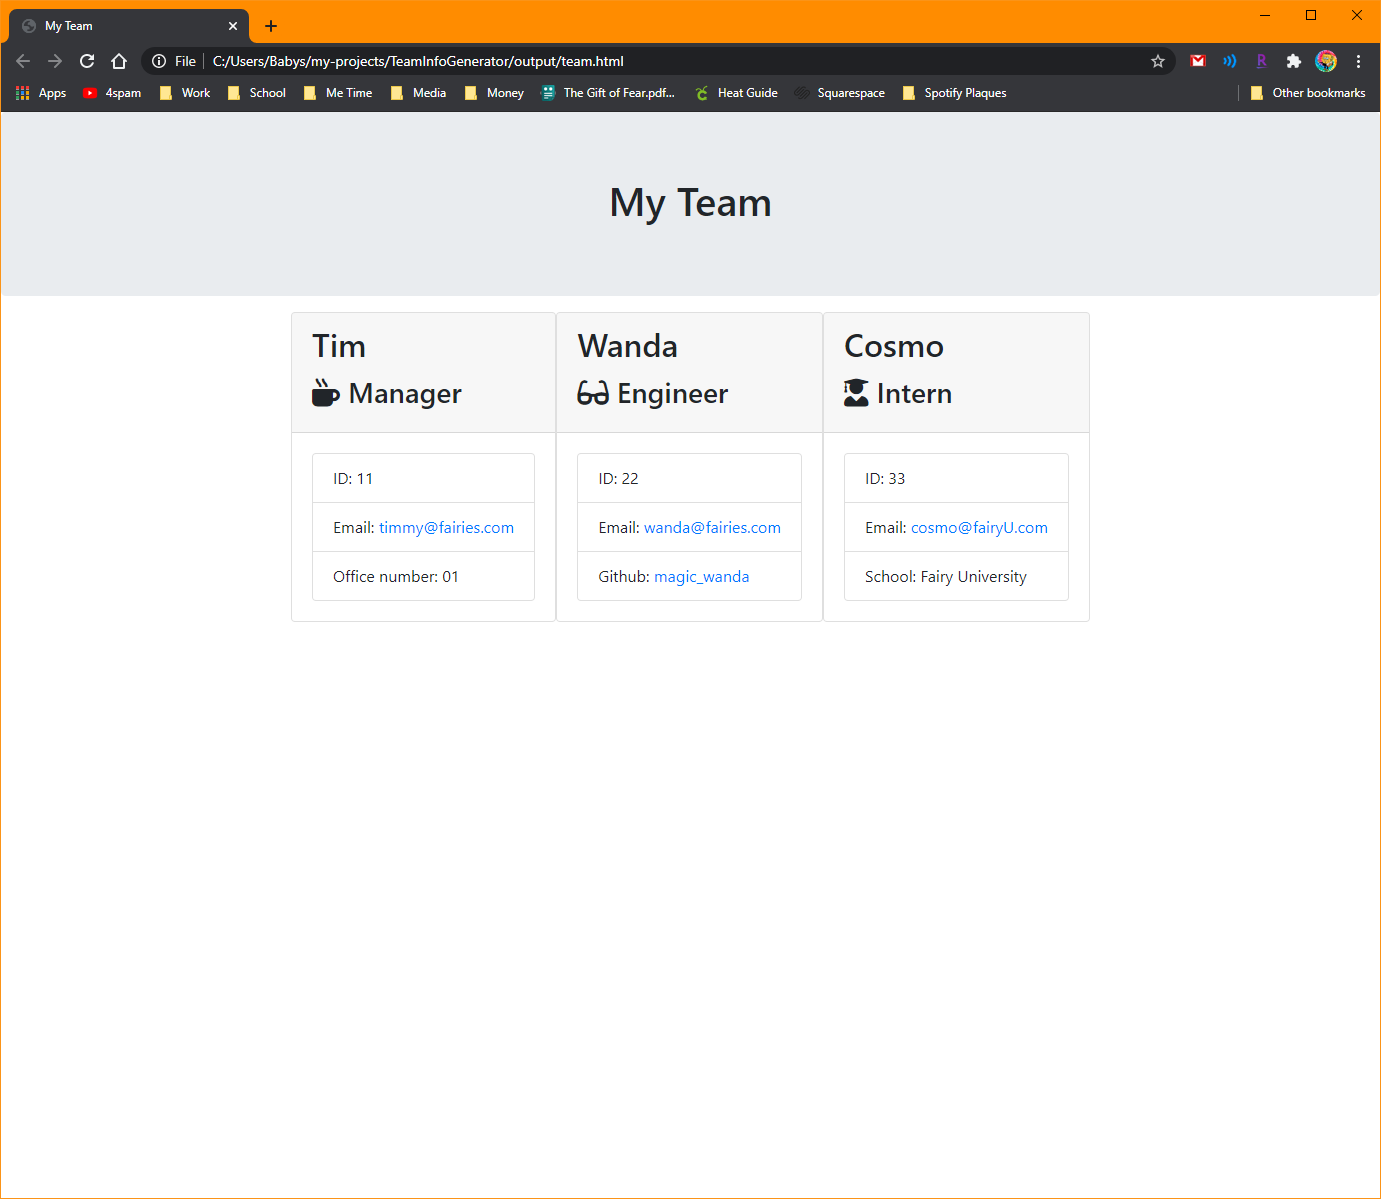 My Team
File C:/Users/Babys/my-projects/TeamInfoGenerator/output/team.html
R
Apps 4spam Work School Me Time Media Money The Gift of Fear.pdf... Heat Guide Squarespace Spotify Plaques Other bookmarks
My Team
Tim
Manager
ID: 11
Email: timmy@fairies.com
Office number: 01
Wanda
Engineer
ID: 22
Email: wanda@fairies.com
Github: magic_wanda
Cosmo
Intern
ID: 33
Email: cosmo@fairyU.com
School: Fairy University